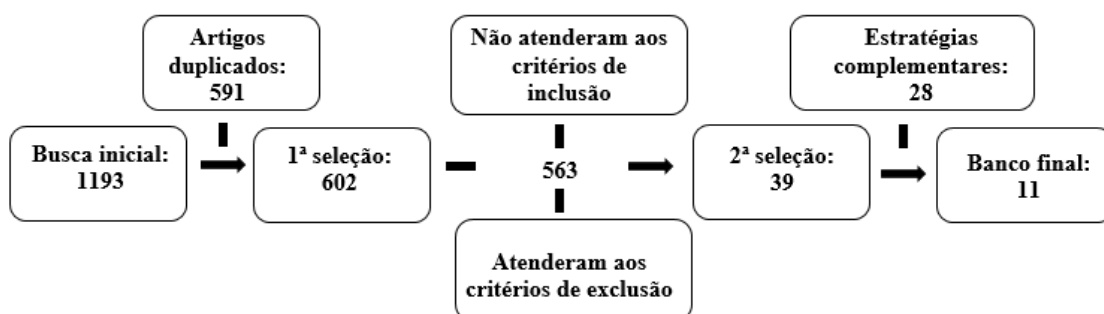 Artigos
duplicados:
591
Não atenderam aos
critérios de
inclusão
Estratégias
complementares:
28
Busca inicial:
1193
1ª seleção:
602
563
2ª seleção:
39
Banco final:
11
Atenderam aos
critérios de exclusão